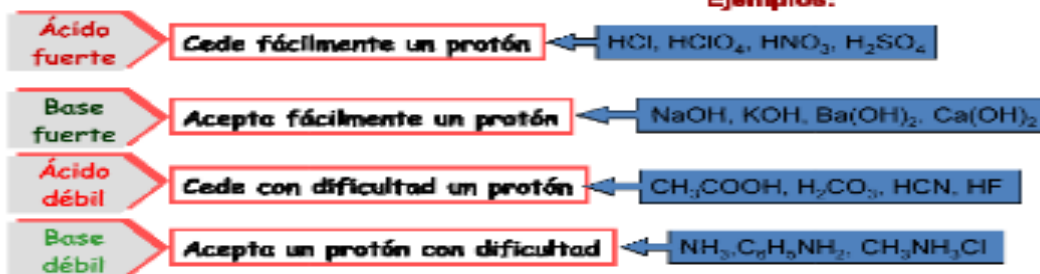 Ejemplos:
Ácido fuerte
Cede fácilmente un protón
HCl, HClO₄, HNO₃, H₂SO₄
Base fuerte
Acepta fácilmente un protón
NaOH, KOH, Ba(OH)₂, Ca(OH)₂
Ácido débil
Cede con dificultad un protón
CH₃COOH, H₂CO₃, HCN, HF
Base débil
Acepta un protón con dificultad
NH₃,C₆H₅NH₂, CH₃NH₃Cl